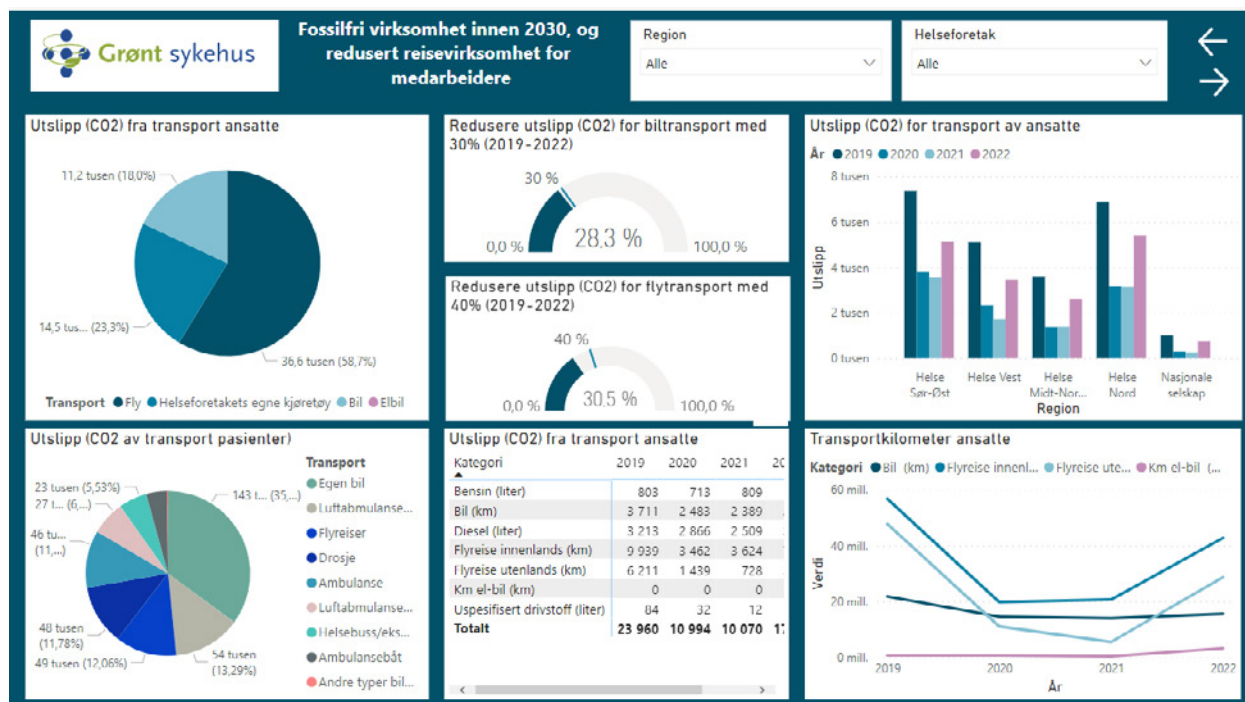 Grønt sykehus
Fossilfri virksomhet innen 2030, og
redusert reisevirksomhet for
medarbeidere
Region
Alle
Helseforetak
Alle
Utslipp (CO2) fra transport ansatte
11,2 tusen (18,0%)
14,5 tus... (23,3%)
36,6 tusen (58,7%)
Transport Fly Helseforetakets egne kjøretøy Bil Elbil
Redusere utslipp (CO2) for biltransport med
30% (2019-2022)
30 %
0,0 %
28,3 %
100,0 %
Redusere utslipp (CO2) for flytransport med
40% (2019-2022)
40 %
0,0 %
30,5 %
100,0 %
Utslipp (CO2) for transport av ansatte
År 2019 2020 2021 2022
8 tusen
6 tusen
4 tusen
2 tusen
0 tusen
Utslipp
Helse
Sør-Øst
Helse Vest
Helse
Midt-Nor...
Helse
Nord
Nasjonale
selskap
Region
Utslipp (CO2 av transport pasienter)
23 tusen (5,53%)
27 t... (6,...)
46 tu...
(11,...)
48 tusen
(11,78%)
49 tusen (12,06%)
54 tusen
(13,29%)
143 t... (35,...)
Transport
Egen bil
Luftabmulanse...
Flyreiser
Drosje
Ambulanse
Luftabmulanse...
Helsebuss/eks...
Ambulansebåt
Andre typer bil...
Utslipp (CO2) fra transport ansatte
Kategori 2019 2020 2021 20
Bensin (liter) 803 713 809
Bil (km) 3 711 2 483 2 389
Diesel (liter) 3 213 2 866 2 509
Flyreise innenlands (km) 9 939 3 462 3 624
Flyreise utenlands (km) 6 211 1 439 728
Km el-bil (km) 0 0 0
Uspesifisert drivstoff (liter) 84 32 12
Totalt 23 960 10 994 10 070 17
Transportkilometer ansatte
Kategori Bil (km) Flyreise innenl... Flyreise ute... Km el-bil (...
60 mill.
40 mill.
20 mill.
0 mill.
Verdi
2019 2020 2021 2022
År